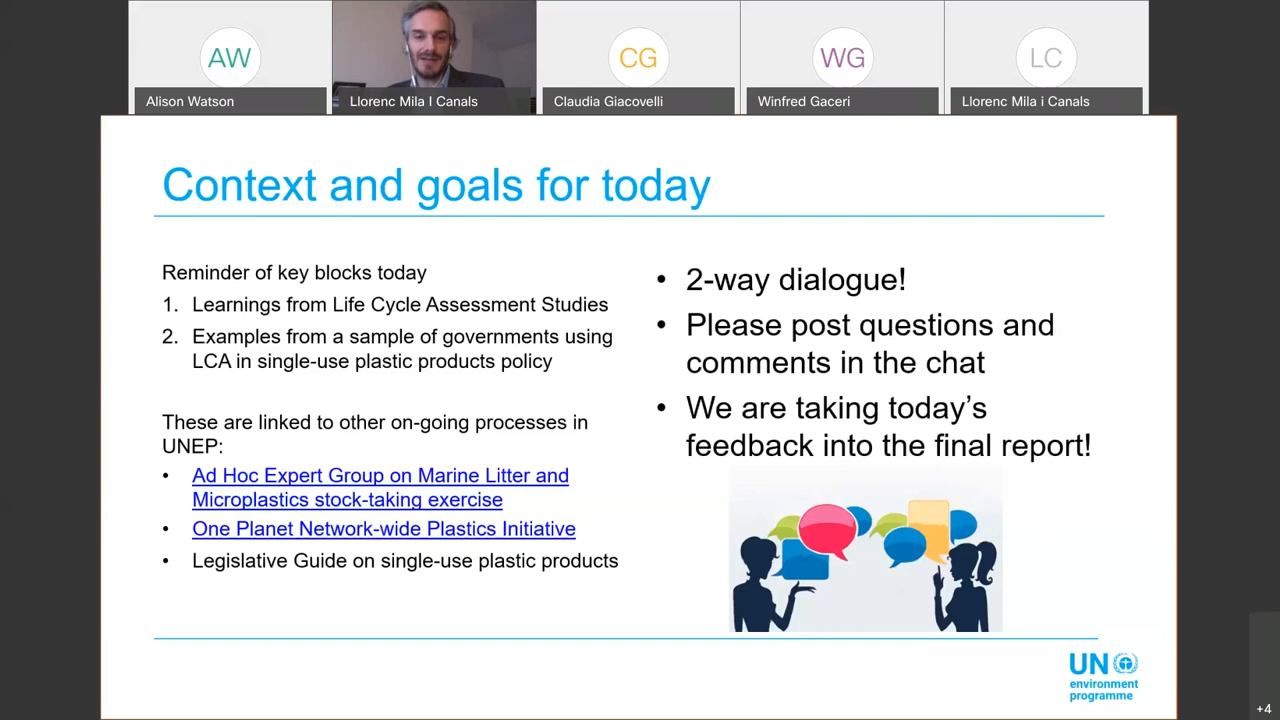 AW
CG
WG
LC
Alison Watson
Llorenc Mila I Canals
Claudia Giacovelli
Winfred Gaceri
Llorenc Mila i Canals
Context and goals for today
Reminder of key blocks today
1. Learnings from Life Cycle Assessment Studies
2. Examples from a sample of governments using
LCA in single-use plastic products policy
These are linked to other on-going processes in
UNEP:
• Ad Hoc Expert Group on Marine Litter and
Microplastics stock-taking exercise
• One Planet Network-wide Plastics Initiative
• Legislative Guide on single-use plastic products
• 2-way dialogue!
• Please post questions and
comments in the chat
• We are taking today’s
feedback into the final report!
UN
environment
programme
+4